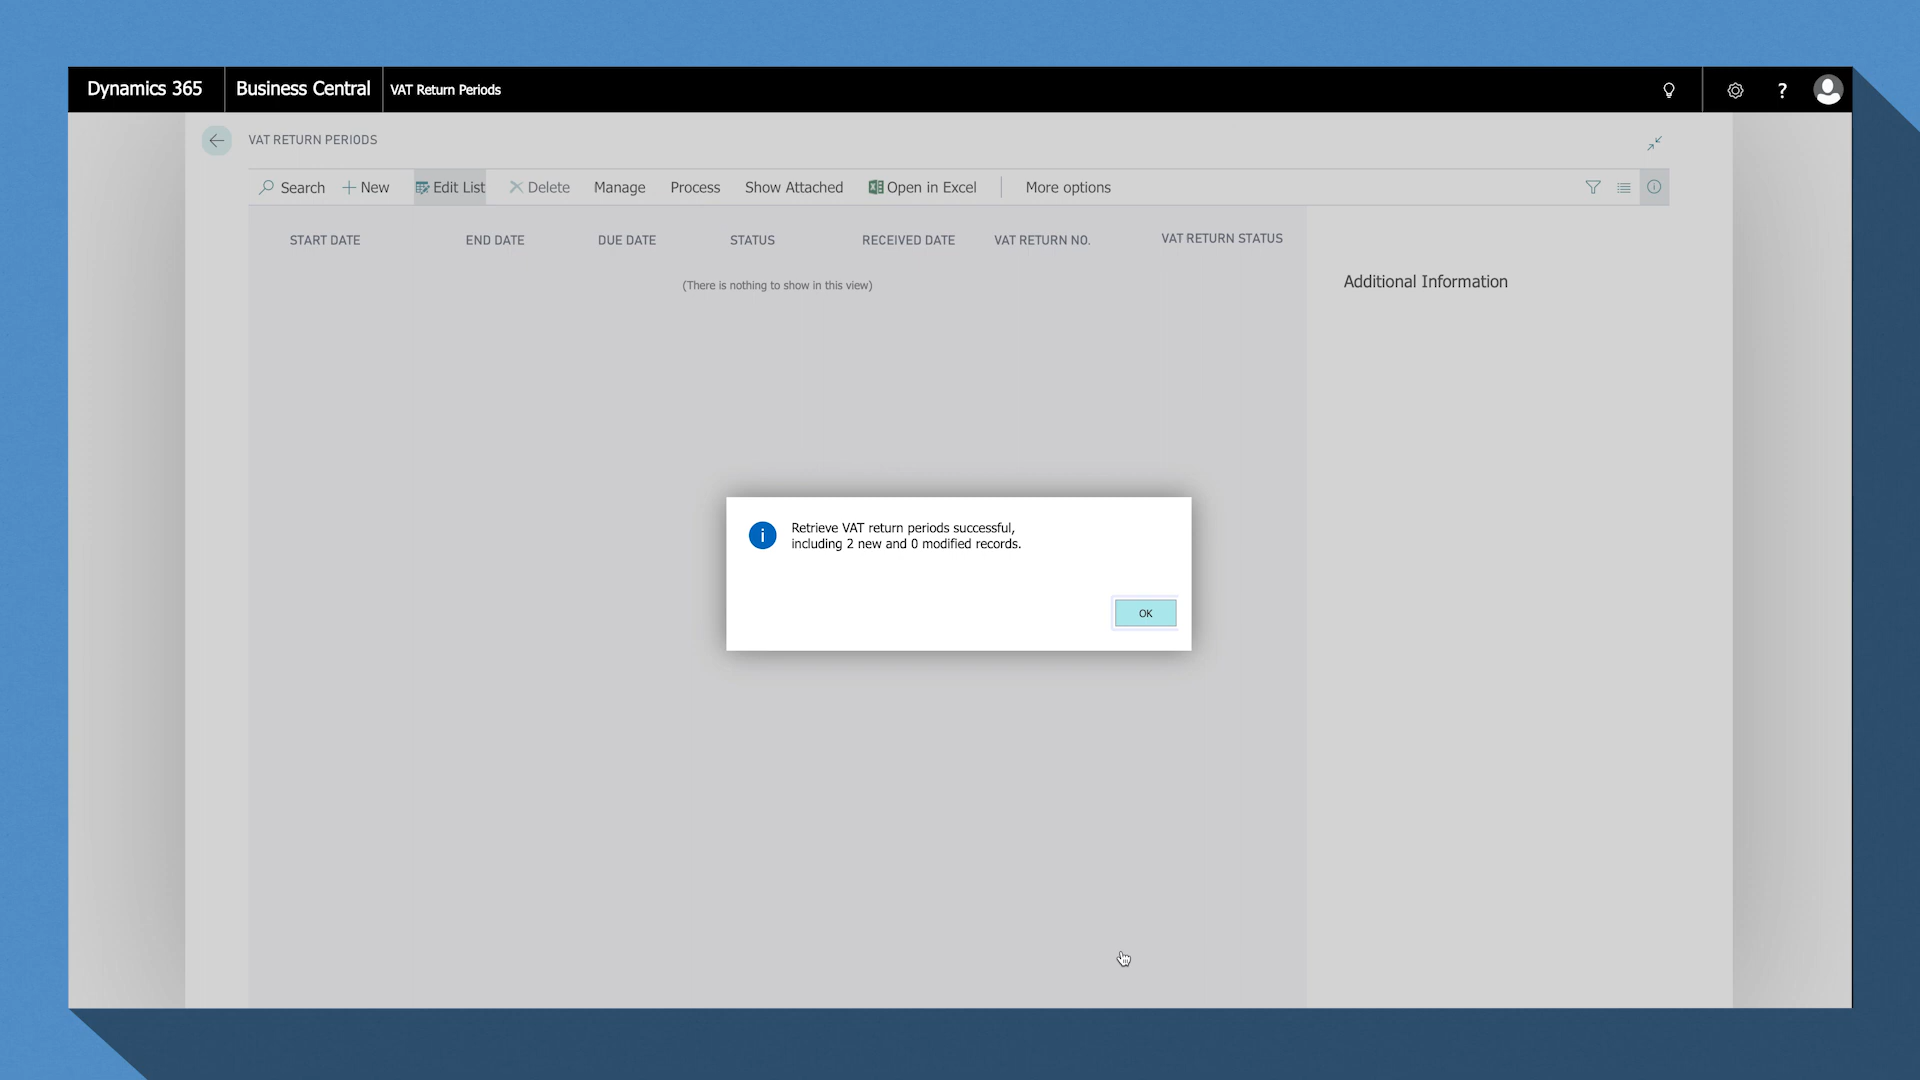 Dynamics 365 Business Central VAT Return Periods ?
VAT RETURN PERIODS
Search New Edit List Delete Manage Process Show Attached Open in Excel More options
START DATE END DATE DUE DATE STATUS RECEIVED DATE VAT RETURN NO. VAT RETURN STATUS
(There is nothing to show in this view)
Additional Information
Retrieve VAT return periods successful,
including 2 new and 0 modified records.
OK